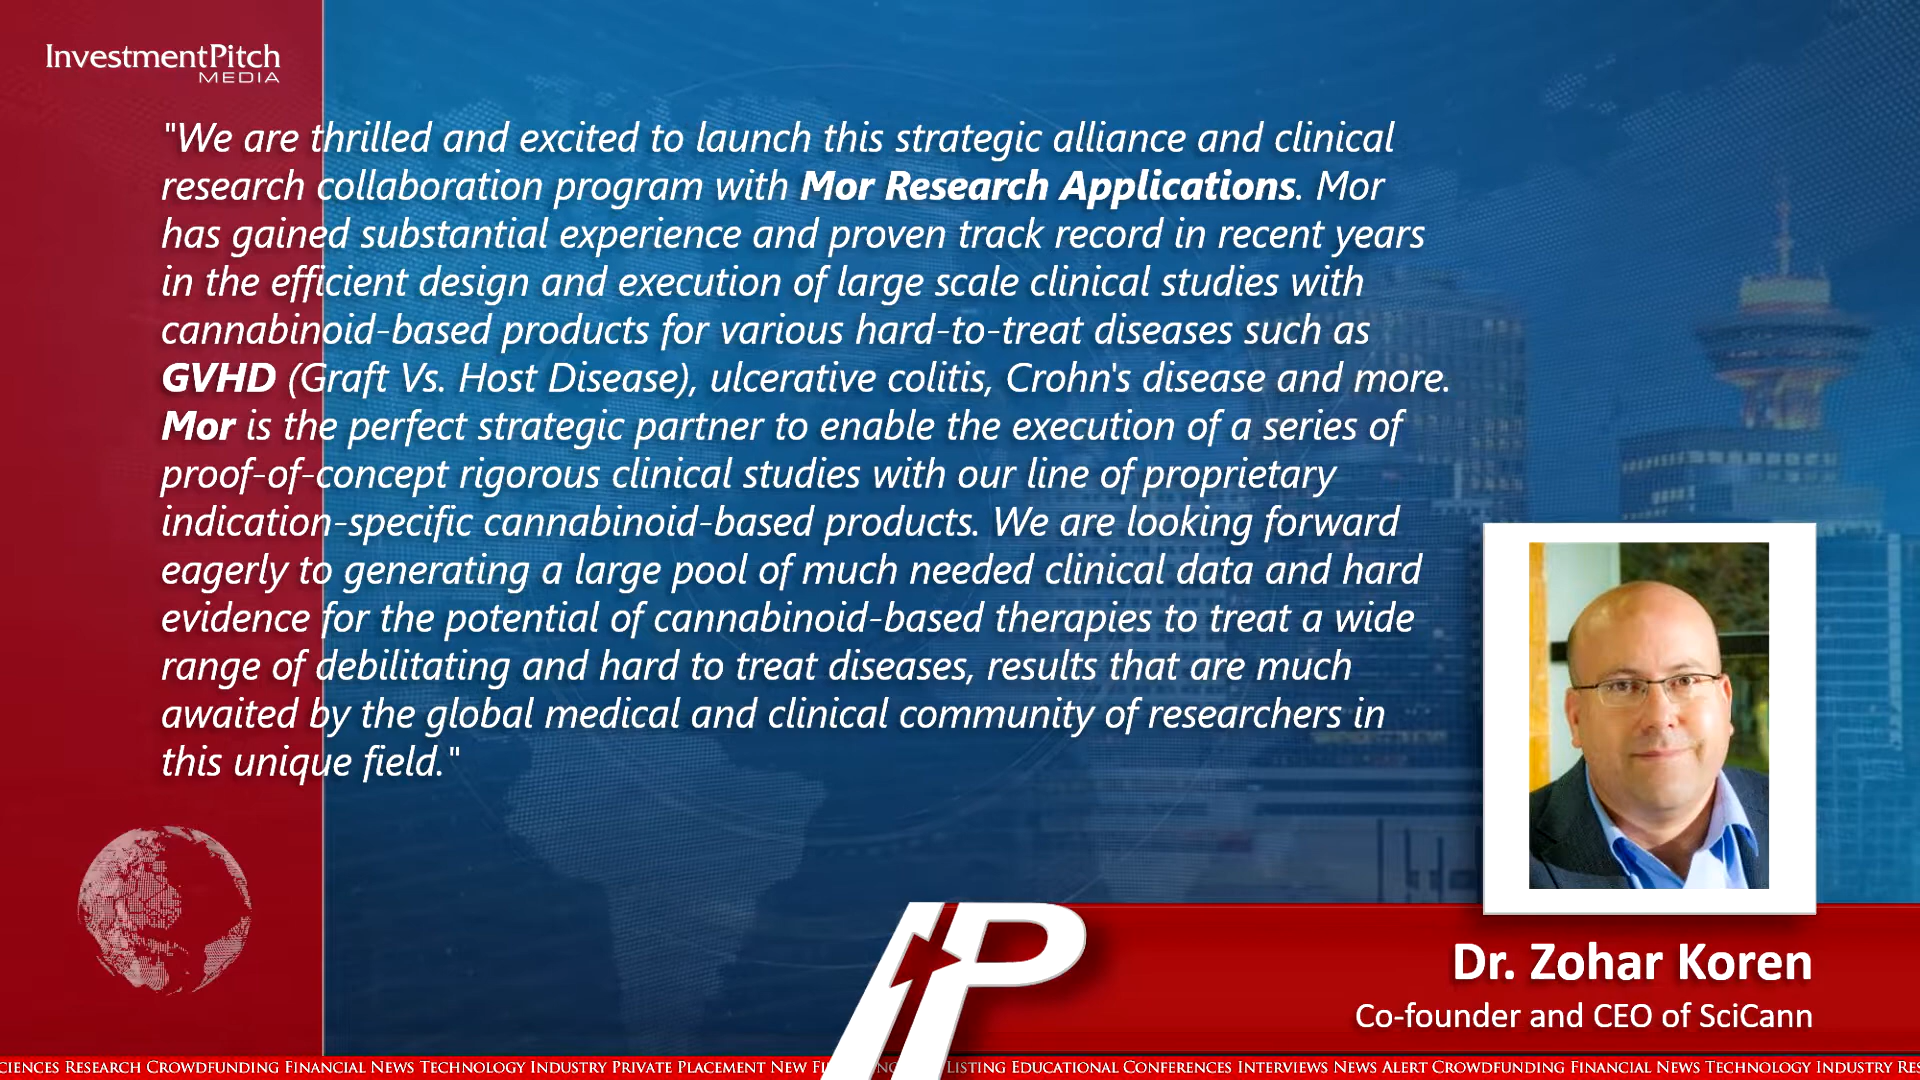 InvestmentPitch
MEDIA
"We are thrilled and excited to launch this strategic alliance and clinical
research collaboration program with Mor Research Applications. Mor
has gained substantial experience and proven track record in recent years
in the efficient design and execution of large scale clinical studies with
cannabinoid-based products for various hard-to-treat diseases such as
GVHD (Graft Vs. Host Disease), ulcerative colitis, Crohn's disease and more.
Mor is the perfect strategic partner to enable the execution of a series of
proof-of-concept rigorous clinical studies with our line of proprietary
indication-specific cannabinoid-based products. We are looking forward
eagerly to generating a large pool of much needed clinical data and hard
evidence for the potential of cannabinoid-based therapies to treat a wide
range of debilitating and hard to treat diseases, results that are much
awaited by the global medical and clinical community of researchers in
this unique field."
IP
Dr. Zohar Koren
Co-founder and CEO of SciCann
RESEARCH CROWDFUNDING FINANCIAL NEWS TECHNOLOGY INDUSTRY PRIVATE PLACEMENT NEW LISTING EDUCATIONAL CONFERENCES INTERVIEWS NEWS ALERT CROWDFUNDING FINANCIAL NEWS TECHNOLOGY INDUSTRY